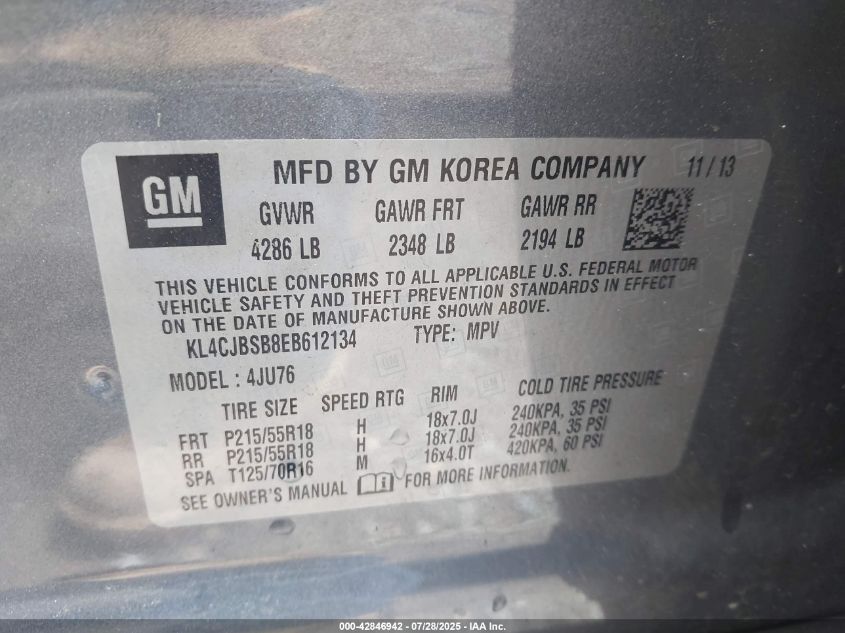 GM
MFD BY GM KOREA COMPANY 11/13
GVWR GAWR FRT GAWR RR
4286 LB 2348 LB 2194 LB
THIS VEHICLE CONFORMS TO ALL APPLICABLE U.S. FEDERAL MOTOR
VEHICLE SAFETY AND THEFT PREVENTION STANDARDS IN EFFECT
ON THE DATE OF MANUFACTURE SHOWN ABOVE.
KL4CJBSB8EB612134 TYPE: MPV
MODEL : 4JU76
TIRE SIZE SPEED RTG RIM COLD TIRE PRESSURE
FRT P215/55R18 H 18x7.0J 240KPA, 35 PSI
RR P215/55R18 H 18x7.0J 240KPA, 35 PSI
SPA T125/70R16 M 16x4.0T 420KPA, 60 PSI
SEE OWNER'S MANUAL FOR MORE INFORMATION.
000-42846942 - 07/28/2025 - IAA Inc.